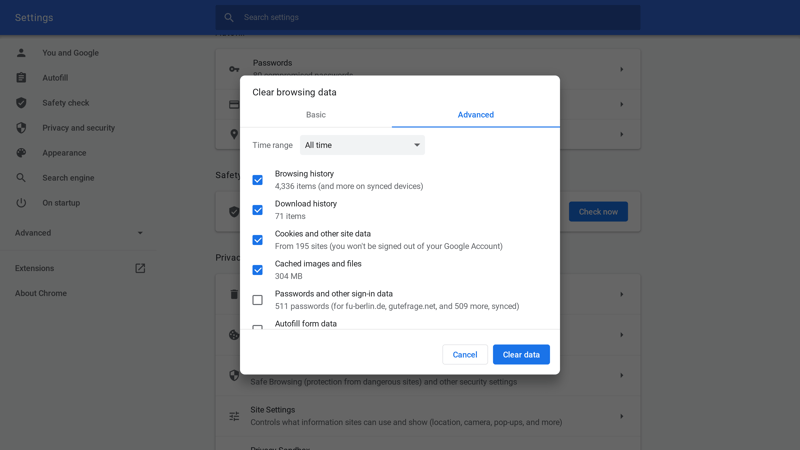 Settings
Search settings
You and Google
Autofill
Safety check
Privacy and security
Appearance
Search engine
On startup
Advanced
Extensions
About Chrome
Passwords
Clear browsing data
Basic
Advanced
Time range
All time
Browsing history
4,336 items (and more on synced devices)
Download history
71 items
Cookies and other site data
From 195 sites (you won't be signed out of your Google Account)
Cached images and files
304 MB
Passwords and other sign-in data
511 passwords (for fu-berlin.de, gutefrage.net, and 509 more, synced)
Autofill form data
Cancel
Clear data
Safety
Check now
Privac
Safe Browsing (protection from dangerous sites) and other security settings
Site Settings
Controls what information sites can use and show (location, camera, pop-ups, and more)
Privacy Sandbox